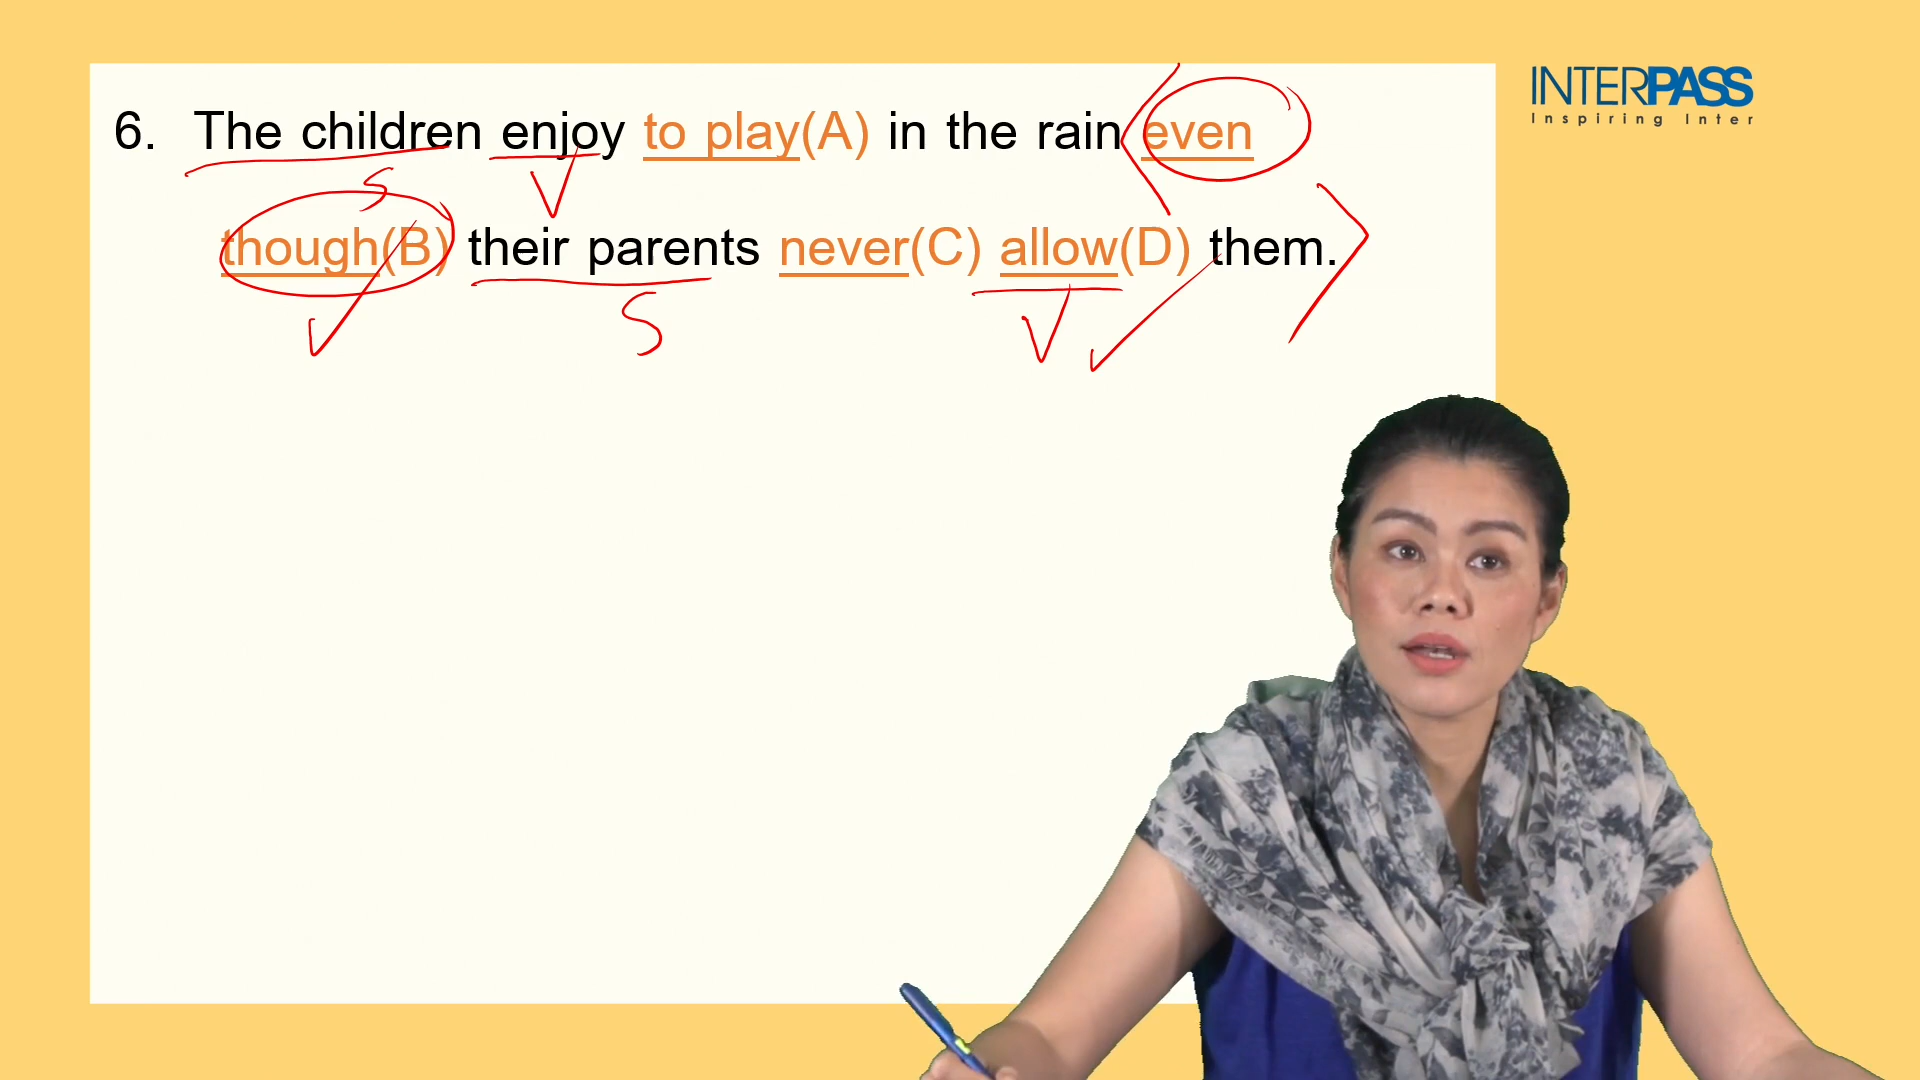 INTERPASS
Inspiring Inter
6. The children enjoy to play(A) in the rain even
S V
though(B) their parents never(C) allow(D) them.
S V